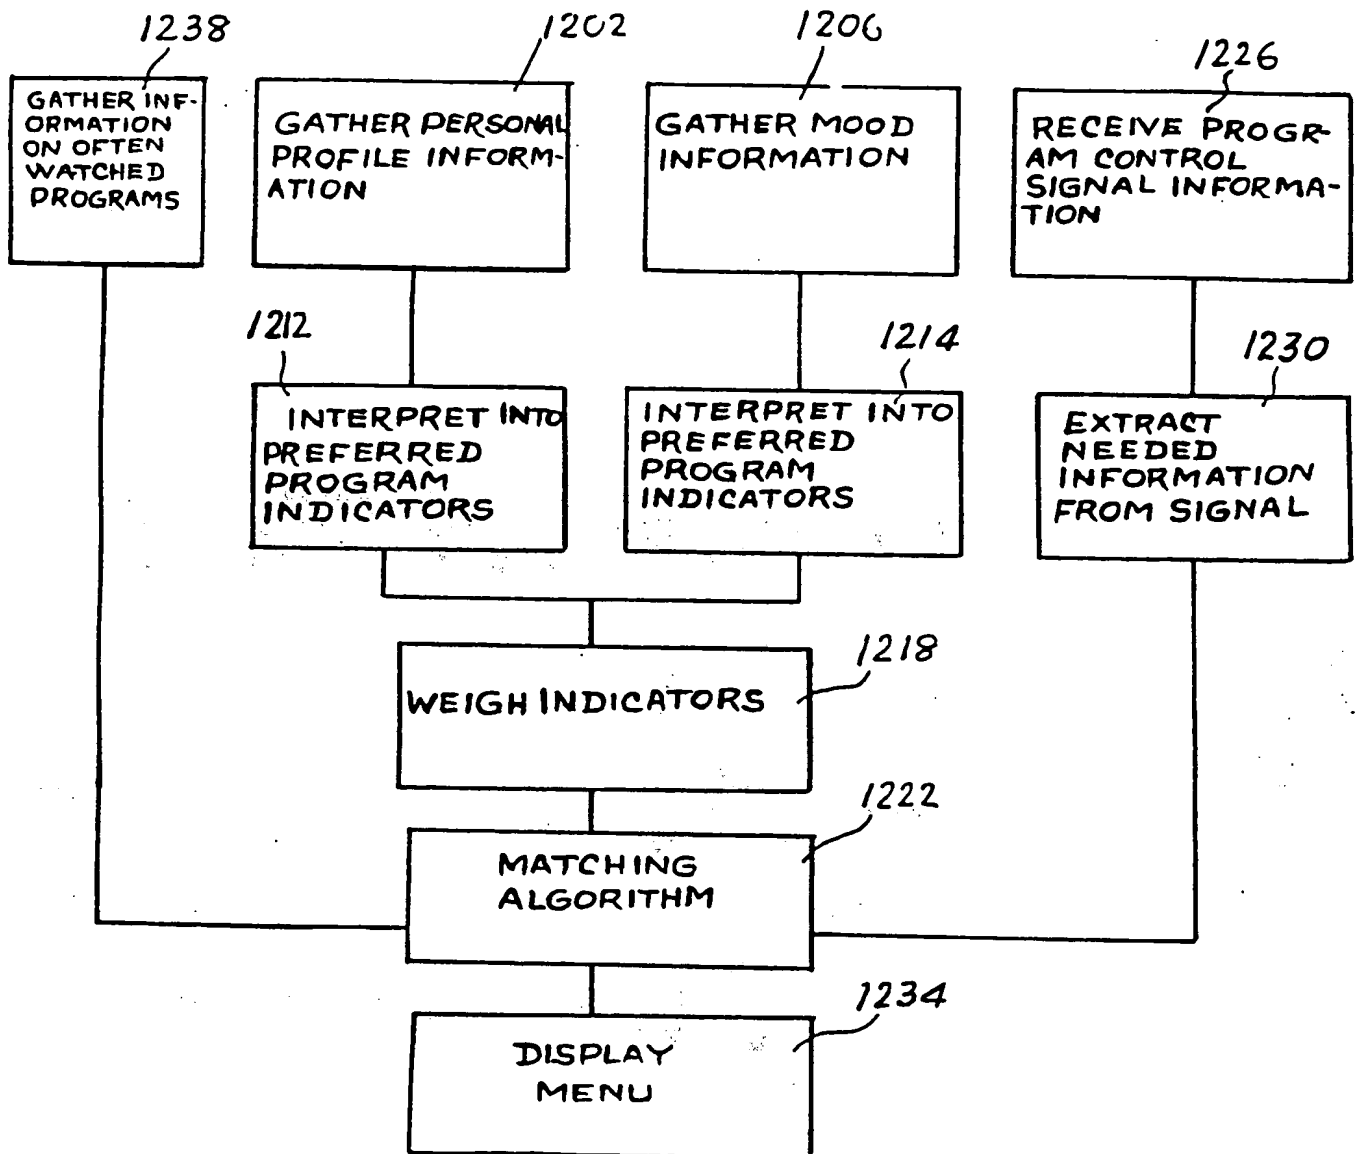 1238
1202
1206
1226
GATHER INF-
ORMATION
ON OFTEN
WATCHED
PROGRAMS
GATHER PERSONAL
PROFILE INFORM-
ATION
GATHER MOOD
INFORMATION
RECEIVE PROGR-
AM CONTROL
SIGNAL INFORMA-
TION
1212
1214
1230
INTERPRET INTO
PREFERRED
PROGRAM
INDICATORS
INTERPRET INTO
PREFERRED
PROGRAM
INDICATORS
EXTRACT
NEEDED
INFORMATION
FROM SIGNAL
1218
WEIGH INDICATORS
1222
MATCHING
ALGORITHM
1234
DISPLAY
MENU